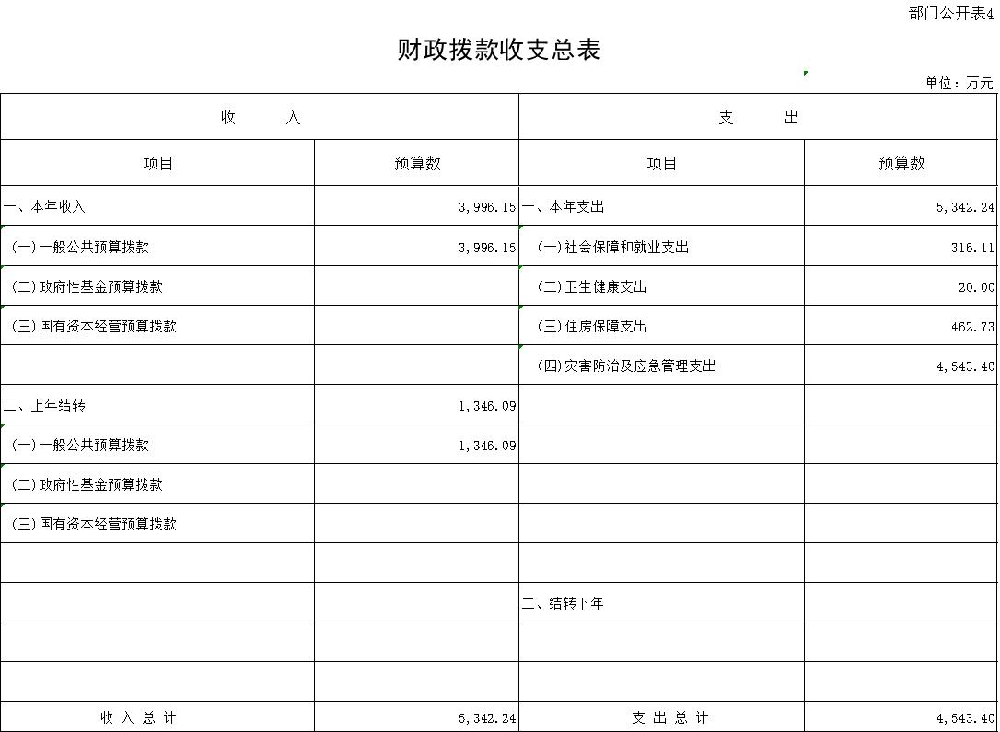 部门公开表4
财政拨款收支总表
单位：万元
收 入 支 出
项目 预算数 项目 预算数
一、本年收入 3,996.15 一、本年支出 5,342.24
(一)一般公共预算拨款 3,996.15 (一)社会保障和就业支出 316.11
(二)政府性基金预算拨款 (二)卫生健康支出 20.00
(三)国有资本经营预算拨款 (三)住房保障支出 462.73
(四)灾害防治及应急管理支出 4,543.40
二、上年结转 1,346.09
(一)一般公共预算拨款 1,346.09
(二)政府性基金预算拨款
(三)国有资本经营预算拨款
二、结转下年
收 入 总 计 5,342.24 支 出 总 计 4,543.40